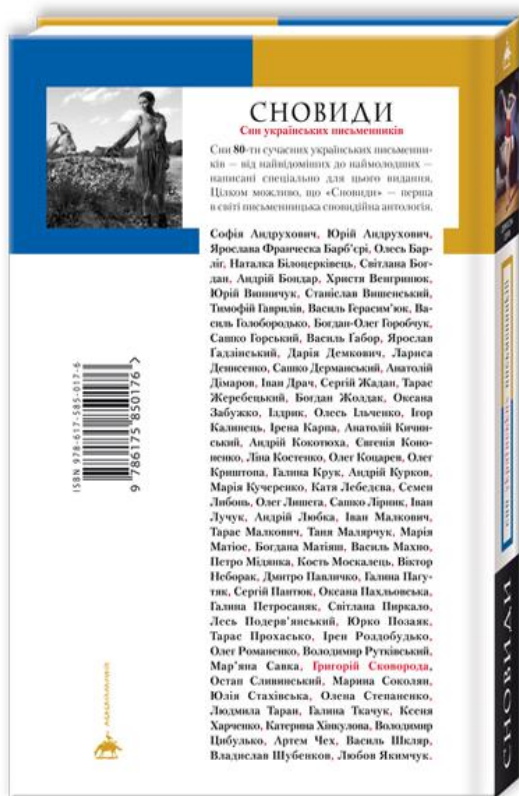 СНОВИДИ
Сни українських письменників
Сни 80-ти сучасних українських письменни-
ків — від найвідоміших до наймолодших —
написані спеціально для цього видання.
Цілком можливо, що «Сновиди» — перша
в світі письменницька сновидійна антологія.
Софія Андрухович, Юрій Андрухович,
Ярослава Франческа Барб’єрі, Олесь Бар-
ліг, Наталка Білоцерківець, Світлана Бог-
дан, Андрій Бондар, Христя Венгринюк,
Юрій Винничук, Станіслав Вишенський,
Тимофій Гаврилів, Василь Герасим’юк, Ва-
силь Голобородько, Богдан-Олег Горобчук,
Сашко Горський, Василь Ґабор, Ярослав
Ґадзінський, Дарія Демкович, Лариса
Денисенко, Сашко Дерманський, Анатолій
Дімаров, Іван Драч, Сергій Жадан, Тарас
Жеребецький, Богдан Жолдак, Оксана
Забужко, Іздрик, Олесь Ільченко, Ігор
Калинець, Ірена Карпа, Анатолій Кичин-
ський, Андрій Кокотюха, Євгенія Коно-
ненко, Ліна Костенко, Олег Коцарев, Олег
Криштопа, Галина Крук, Андрій Курков,
Марія Кучеренко, Катя Лебедєва, Семен
Либонь, Олег Лишега, Сашко Лірник, Іван
Лучук, Андрій Любка, Іван Малкович,
Тарас Малкович, Таня Малярчук, Марія
Матіос, Богдана Матіяш, Василь Махно,
Петро Мідянка, Кость Москалець, Віктор
Неборак, Дмитро Павличко, Галина Пагу-
тяк, Сергій Пантюк, Оксана Пахльовська,
Галина Петросаняк, Світлана Пиркало,
Лесь Подерв’янський, Юрко Позаяк,
Тарас Прохасько, Ірен Роздобудько,
Олег Романенко, Володимир Рутківський,
Мар’яна Савка, Григорій Сковорода,
Остап Сливинський, Марина Соколян,
Юлія Стахівська, Олена Степаненко,
Людмила Таран, Галина Ткачук, Ксеня
Харченко, Катерина Хінкулова, Володимир
Цибулько, Артем Чех, Василь Шкляр,
Владислав Шубенков, Любов Якимчук.
ISBN 978-617-585-017-6
9 786175 850176
СНИ УКРАЇНСЬКИХ ПИСЬМЕННИКІВ
СНОВИДИ